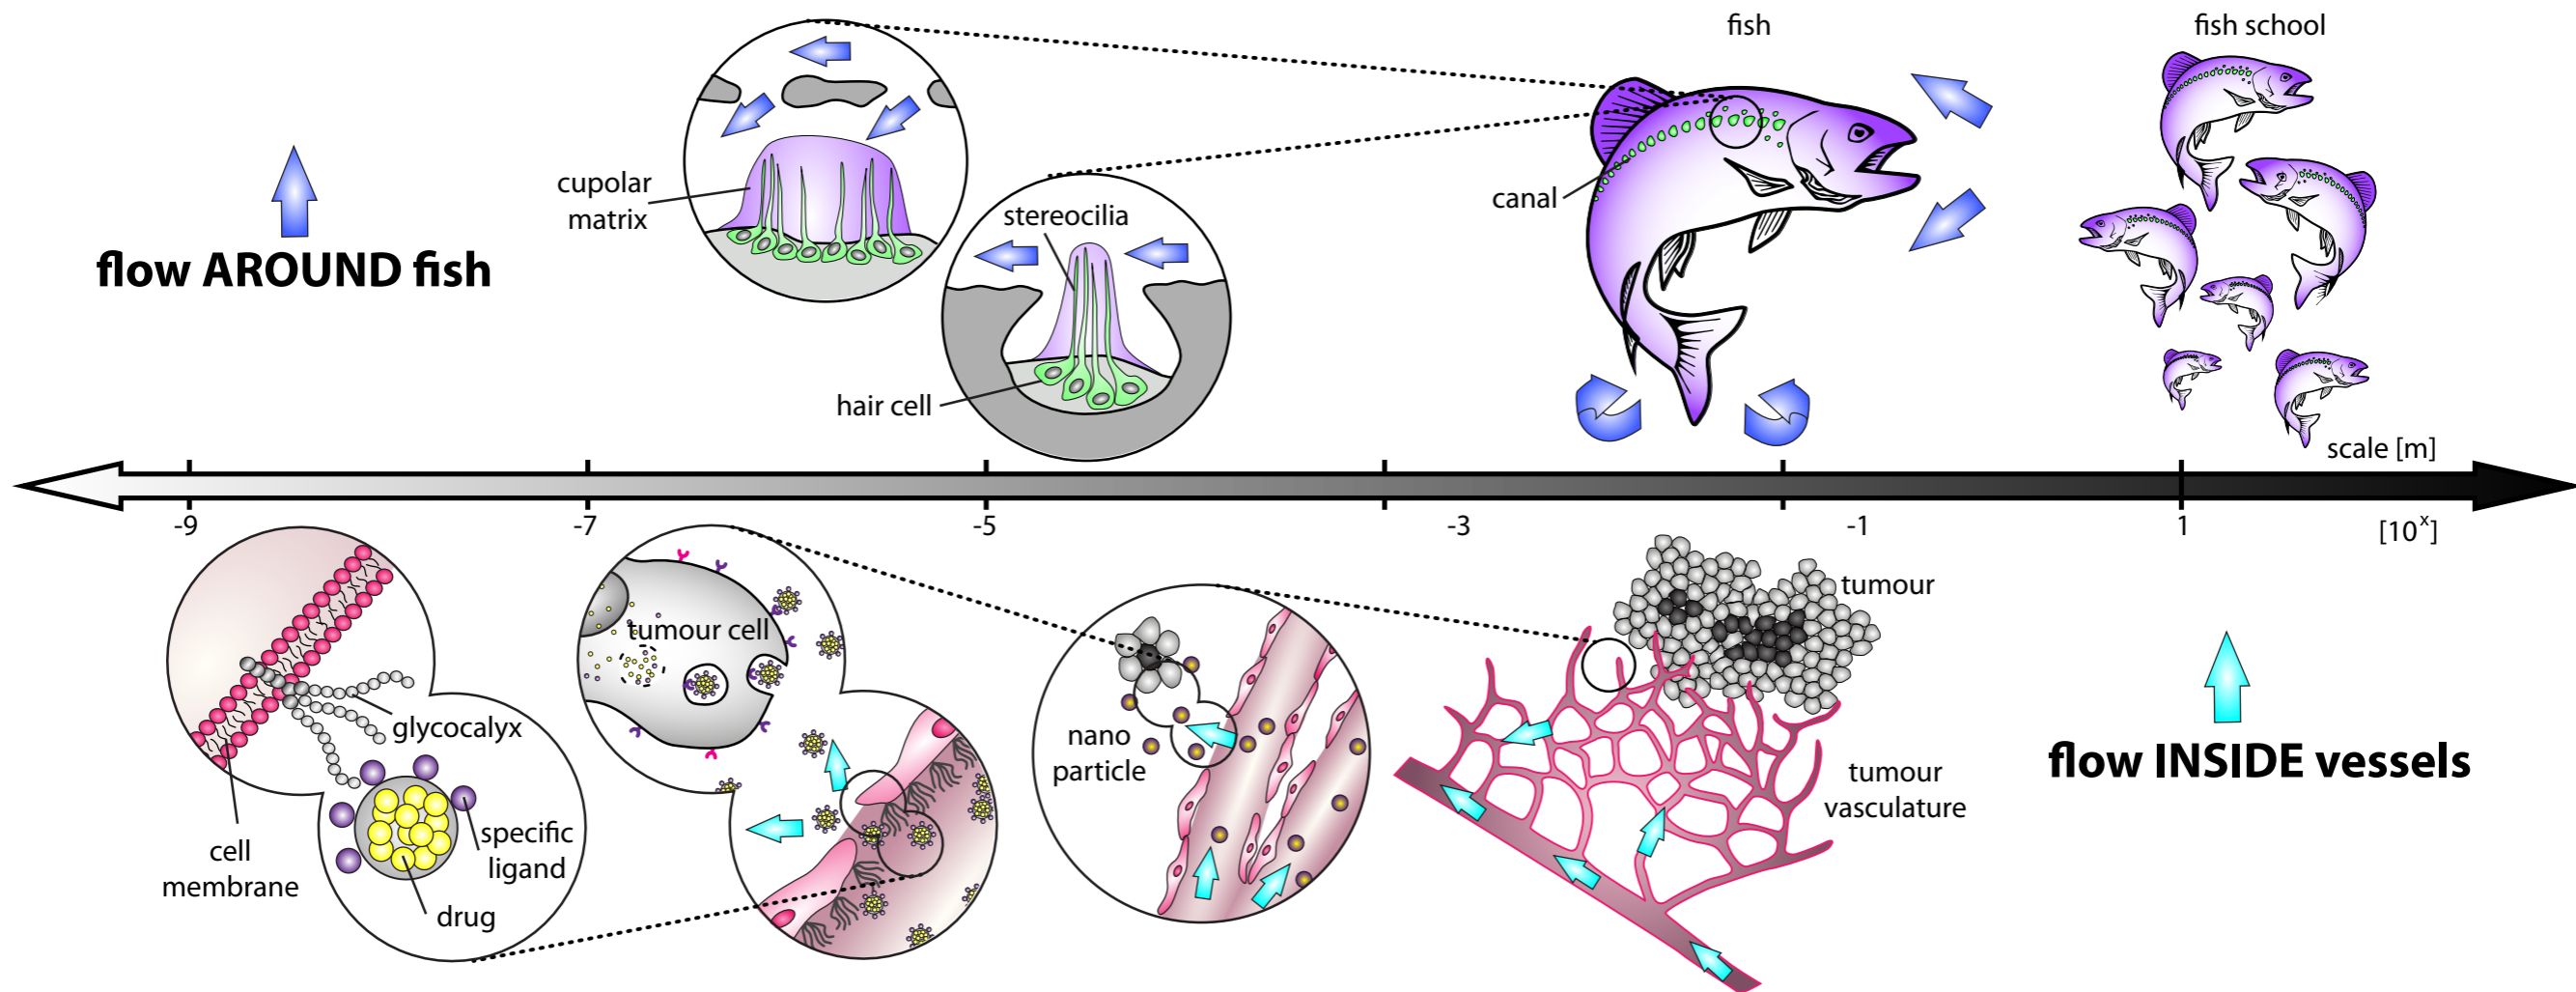 fish
fish school
cupolar
matrix
stereocilia
canal
flow AROUND fish
hair cell
scale [m]
-9
-7
-5
-3
-1
1
[10^x]
tumour
tumour cell
glycocalyx
nano
particle
flow INSIDE vessels
tumour
vasculature
specific
ligand
cell
membrane
drug